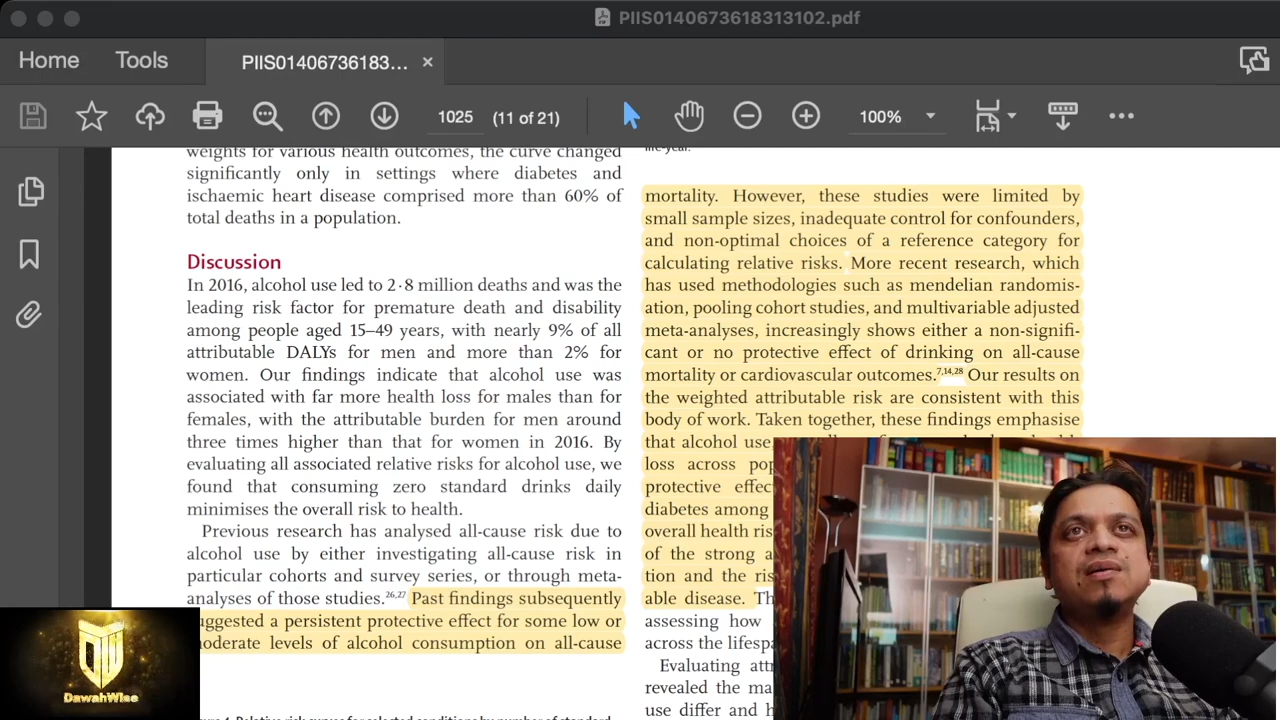 PIIS0140673618313102.pdf
Home
Tools
PIIS01406736183...
1025
(11 of 21)
100%
weights for various health outcomes, the curve changed
significantly only in settings where diabetes and
ischaemic heart disease comprised more than 60% of
total deaths in a population.
Discussion
In 2016, alcohol use led to 2·8 million deaths and was the
leading risk factor for premature death and disability
among people aged 15–49 years, with nearly 9% of all
attributable DALYs for men and more than 2% for
women. Our findings indicate that alcohol use was
associated with far more health loss for males than for
females, with the attributable burden for men around
three times higher than that for women in 2016. By
evaluating all associated relative risks for alcohol use, we
found that consuming zero standard drinks daily
minimises the overall risk to health.
Previous research has analysed all-cause risk due to
alcohol use by either investigating all-cause risk in
particular cohorts and survey series, or through meta-
analyses of those studies.26,27 Past findings subsequently
suggested a persistent protective effect for some low or
moderate levels of alcohol consumption on all-cause
life-year.
mortality. However, these studies were limited by
small sample sizes, inadequate control for confounders,
and non-optimal choices of a reference category for
calculating relative risks. More recent research, which
has used methodologies such as mendelian randomis-
ation, pooling cohort studies, and multivariable adjusted
meta-analyses, increasingly shows either a non-signifi-
cant or no protective effect of drinking on all-cause
mortality or cardiovascular outcomes.7,14,28 Our results on
the weighted attributable risk are consistent with this
body of work. Taken together, these findings emphasise
that alcohol use,
loss across pop
protective effec
diabetes among
overall health ris
of the strong a
tion and the ris
able disease. Th
assessing how
across the lifespa
Evaluating att
revealed the ma
use differ and h
DawahWise